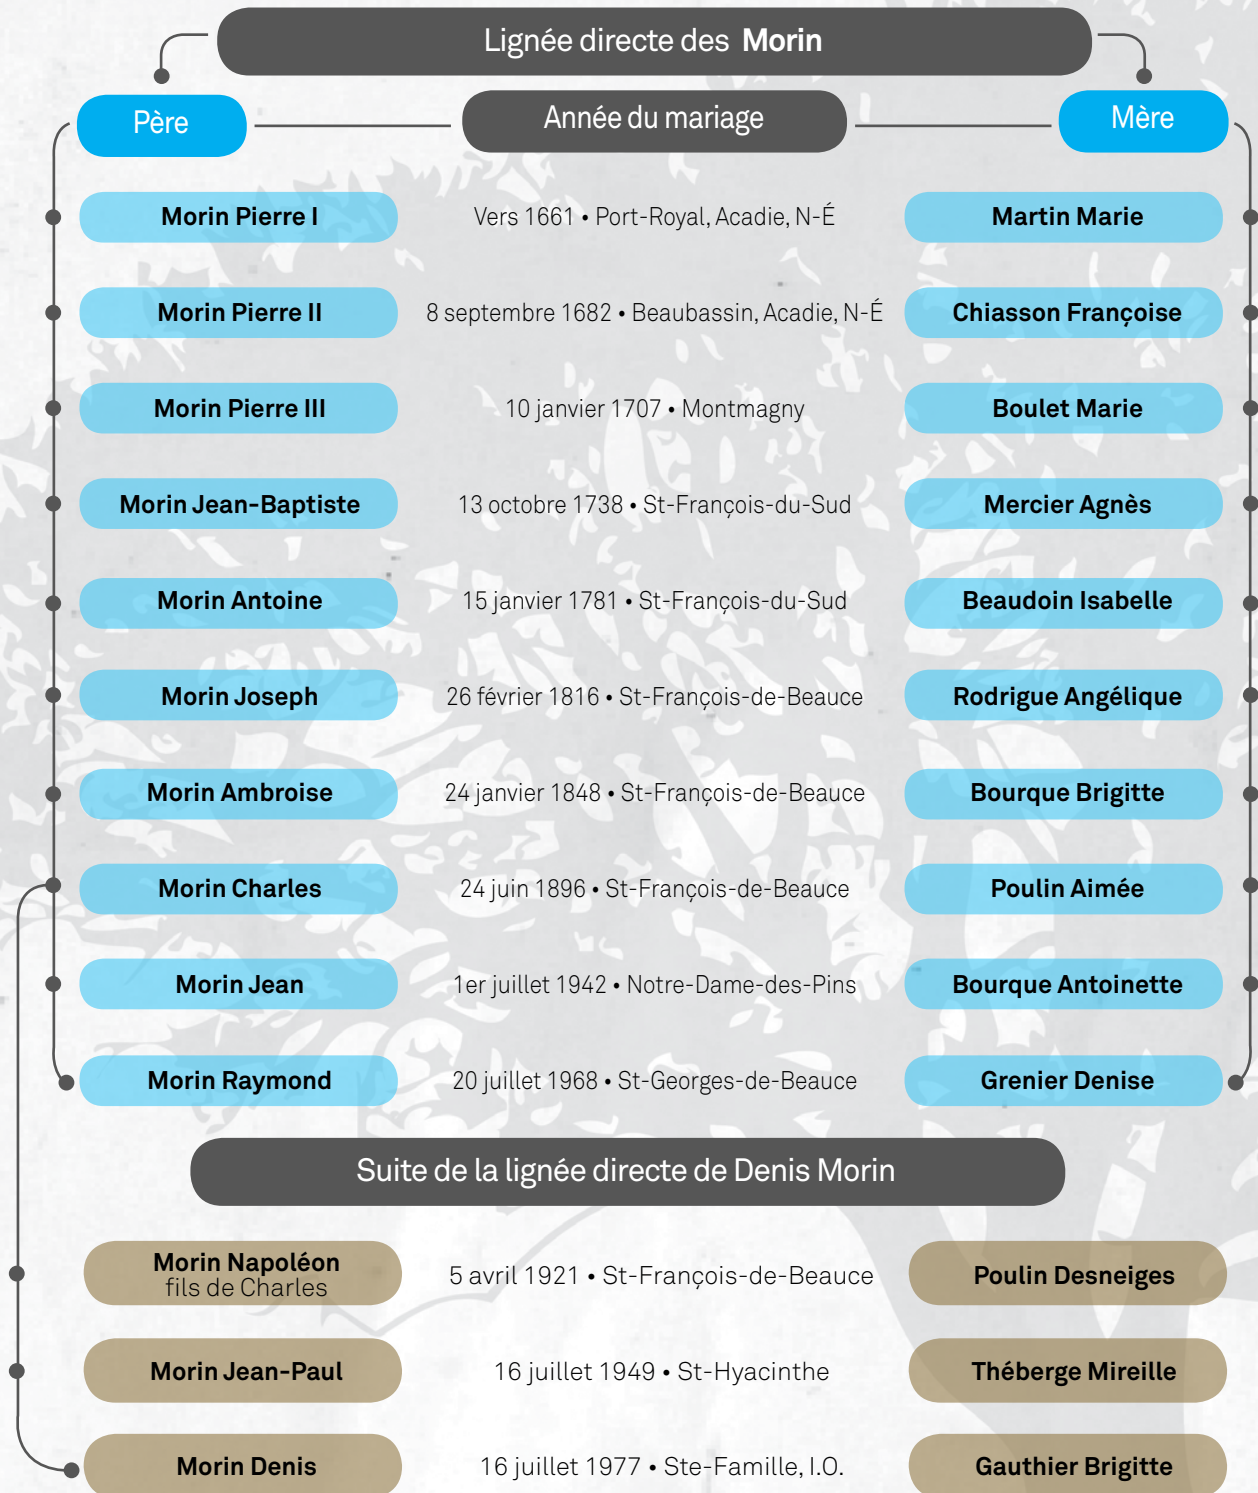 Lignée directe des Morin
Père Année du mariage Mère
Morin Pierre I Vers 1661 • Port-Royal, Acadie, N-É Martin Marie
Morin Pierre II 8 septembre 1682 • Beaubassin, Acadie, N-É Chiasson Françoise
Morin Pierre III 10 janvier 1707 • Montmagny Boulet Marie
Morin Jean-Baptiste 13 octobre 1738 • St-François-du-Sud Mercier Agnès
Morin Antoine 15 janvier 1781 • St-François-du-Sud Beaudoin Isabelle
Morin Joseph 26 février 1816 • St-François-de-Beauce Rodrigue Angélique
Morin Ambroise 24 janvier 1848 • St-François-de-Beauce Bourque Brigitte
Morin Charles 24 juin 1896 • St-François-de-Beauce Poulin Aimée
Morin Jean 1er juillet 1942 • Notre-Dame-des-Pins Bourque Antoinette
Morin Raymond 20 juillet 1968 • St-Georges-de-Beauce Grenier Denise
Suite de la lignée directe de Denis Morin
Morin Napoléon
fils de Charles
5 avril 1921 • St-François-de-Beauce Poulin Desneiges
Morin Jean-Paul 16 juillet 1949 • St-Hyacinthe Théberge Mireille
Morin Denis 16 juillet 1977 • Ste-Famille, I.O. Gauthier Brigitte